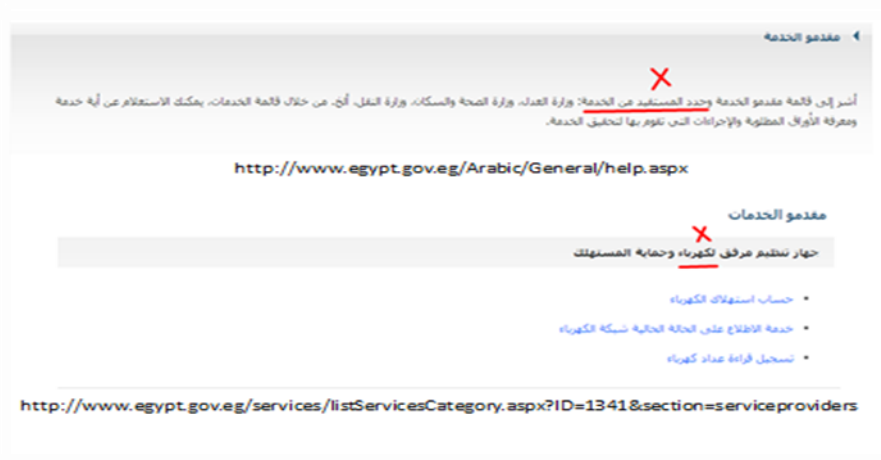 مقدمو الخدمة
أشر إلى قائمة مقدمو الخدمة وحدد المستفيد من الخدمة: وزارة العدل، وزارة الصحة والسكان، وزارة النقل، ألخ. من خلال قائمة الخدمات، يمكنك الاستعلام عن أية خدمة
ومعرفة الأوراق المطلوبة والإجراءات التي تقوم بها لتحقيق الخدمة.
http://www.egypt.gov.eg/Arabic/General/help.aspx
مقدمو الخدمات
جهاز تنظيم مرفق لكهرباء وحماية المستهلك
حساب استهلاك الكهرباء
خدمة الاطلاع على الحالة الحالية شبكة الكهرباء
تسجيل قراءة عداد كهرباء
http://www.egypt.gov.eg/services/listServicesCategory.aspx?ID=1341&section=serviceproviders